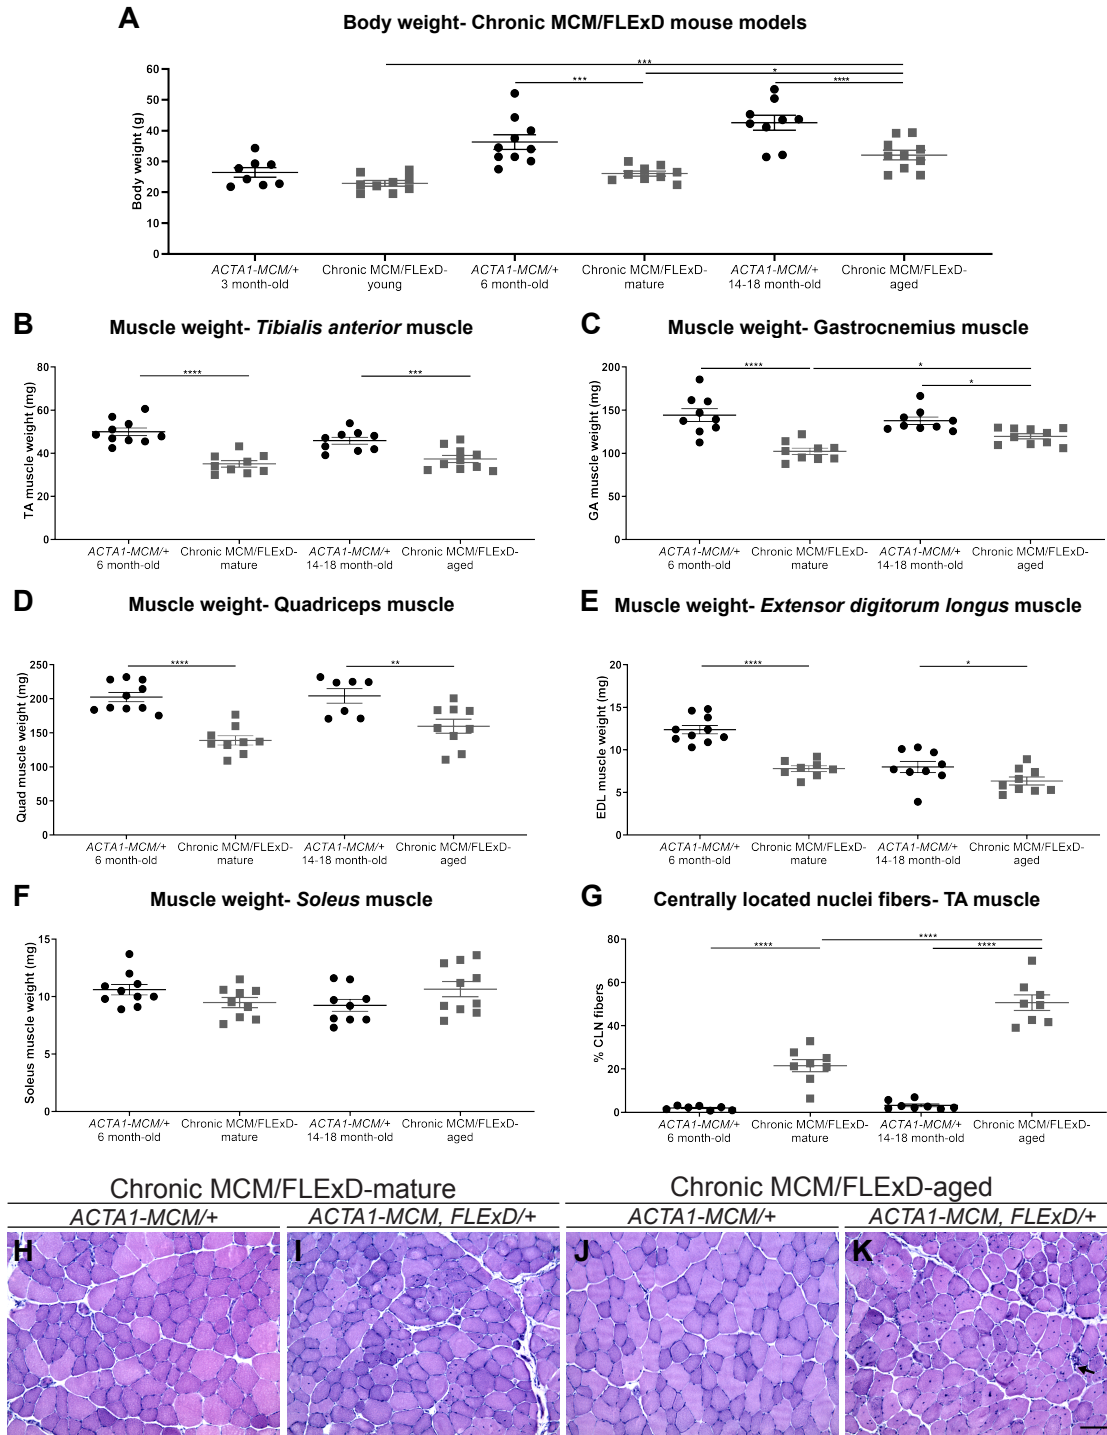 A
Body weight- Chronic MCM/FLExD mouse models
***
*
***
****
60
50
40
30
20
10
0
Body weight (g)
ACTA1-MCM/+
3 month-old
Chronic MCM/FLExD-
young
ACTA1-MCM/+
6 month-old
Chronic MCM/FLExD-
mature
ACTA1-MCM/+
14-18 month-old
Chronic MCM/FLExD-
aged
B
Muscle weight- Tibialis anterior muscle
****
***
80
60
40
20
0
TA muscle weight (mg)
ACTA1-MCM/+
6 month-old
Chronic MCM/FLExD-
mature
ACTA1-MCM/+
14-18 month-old
Chronic MCM/FLExD-
aged
C
Muscle weight- Gastrocnemius muscle
****
*
*
200
150
100
50
0
GA muscle weight (mg)
ACTA1-MCM/+
6 month-old
Chronic MCM/FLExD-
mature
ACTA1-MCM/+
14-18 month-old
Chronic MCM/FLExD-
aged
D
Muscle weight- Quadriceps muscle
****
**
250
200
150
100
50
0
Quad muscle weight (mg)
ACTA1-MCM/+
6 month-old
Chronic MCM/FLExD-
mature
ACTA1-MCM/+
14-18 month-old
Chronic MCM/FLExD-
aged
E
Muscle weight- Extensor digitorum longus muscle
****
*
20
15
10
5
0
EDL muscle weight (mg)
ACTA1-MCM/+
6 month-old
Chronic MCM/FLExD-
mature
ACTA1-MCM/+
14-18 month-old
Chronic MCM/FLExD-
aged
F
Muscle weight- Soleus muscle
15
10
5
0
Soleus muscle weight (mg)
ACTA1-MCM/+
6 month-old
Chronic MCM/FLExD-
mature
ACTA1-MCM/+
14-18 month-old
Chronic MCM/FLExD-
aged
G
Centrally located nuclei fibers- TA muscle
****
****
****
80
60
40
20
0
% CLN fibers
ACTA1-MCM/+
6 month-old
Chronic MCM/FLExD-
mature
ACTA1-MCM/+
14-18 month-old
Chronic MCM/FLExD-
aged
Chronic MCM/FLExD-mature
Chronic MCM/FLExD-aged
ACTA1-MCM/+
ACTA1-MCM, FLExD/+
ACTA1-MCM/+
ACTA1-MCM, FLExD/+
H
I
J
K